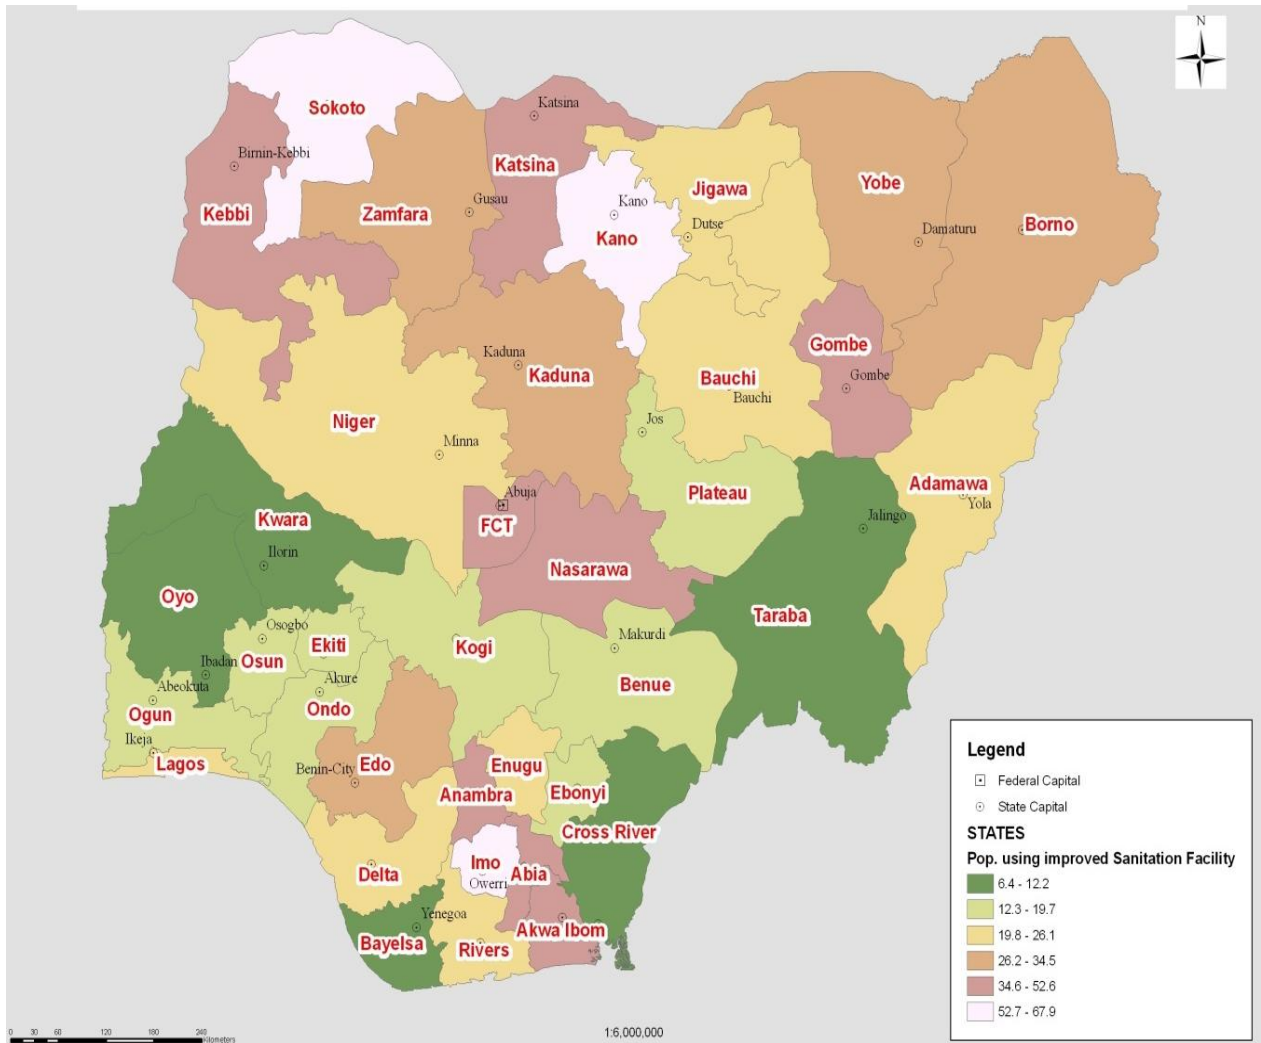 N
Sokoto
Katsina
Birnin-Kebbi
Katsina
Kebbi
Zamfara
Gusau
Kano
Kano
Jigawa
Dutse
Yobe
Damaturu
Borno
Gombe
Gombe
Kaduna
Kaduna
Bauchi
Bauchi
Niger
Minna
Jos
Plateau
Adamawa
Yola
Abuja
FCT
Jalingo
Kwara
Ilorin
Nasarawa
Oyo
Taraba
Osogbo
Ekiti
Osun
Kogi
Makurdi
Benue
Ibadan
Abeokuta
Akure
Ogun
Ondo
Ikeja
Lagos
Benin-City
Edo
Enugu
Anambra
Ebonyi
Cross River
Imo
Owerri
Abia
Delta
Yenegoa
Bayelsa
Rivers
Akwa Ibom
Legend
Federal Capital
State Capital
STATES
Pop. using improved Sanitation Facility
6.4 - 12.2
12.3 - 19.7
19.8 - 26.1
26.2 - 34.5
34.6 - 52.6
52.7 - 67.9
0 30 60 120 180 240
Kilometers
1:6,000,000